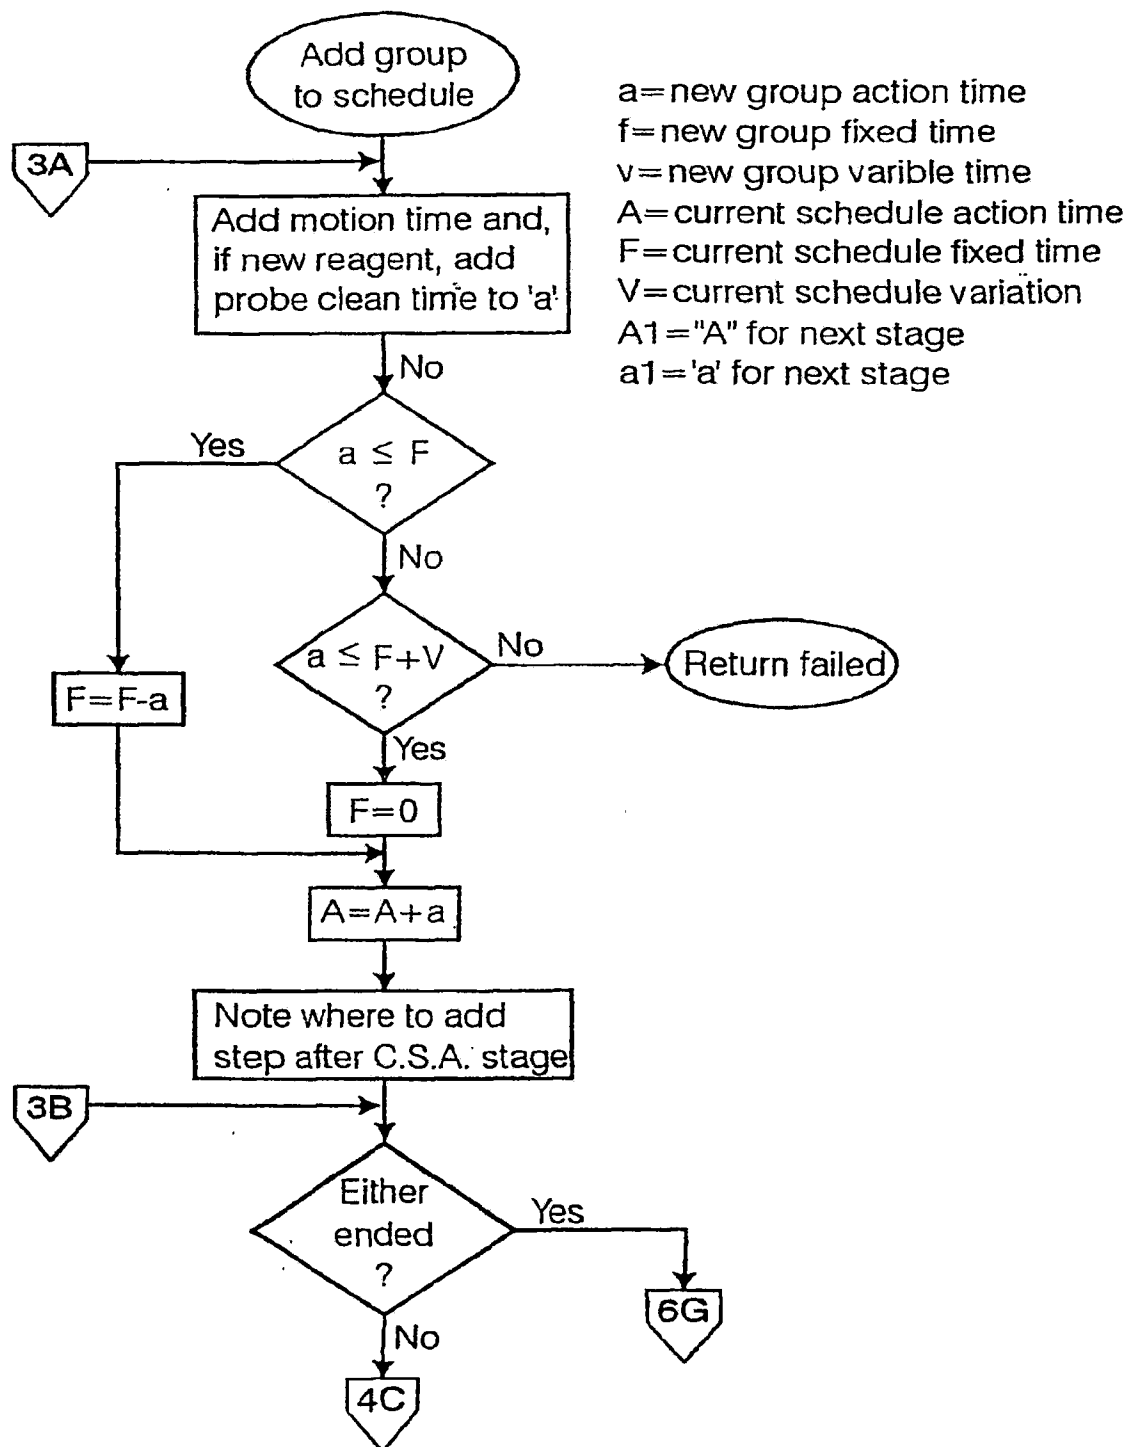 Add group
to schedule
a=new group action time
f=new group fixed time
v=new group varible time
A=current schedule action time
F=current schedule fixed time
V=current schedule variation
A1="A" for next stage
a1='a' for next stage
3A
Add motion time and,
if new reagent, add
probe clean time to 'a'
No
Yes
a ≤ F
?
No
a ≤ F+V
?
No
Return failed
F=F-a
Yes
F=0
A=A+a
Note where to add
step after C.S.A. stage
3B
Either
ended
?
Yes
6G
No
4C